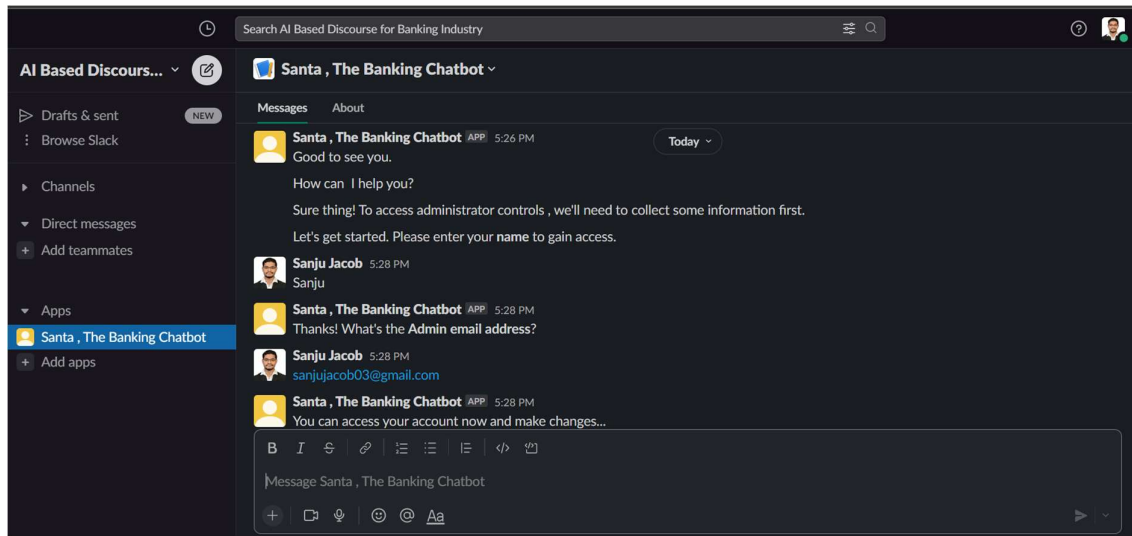 Search AI Based Discourse for Banking Industry
AI Based Discours...
Santa , The Banking Chatbot
Drafts & sent
NEW
Browse Slack
Channels
Direct messages
Add teammates
Apps
Santa , The Banking Chatbot
Add apps
Messages About
Santa , The Banking Chatbot APP 5:26 PM
Today
Good to see you.
How can I help you?
Sure thing! To access administrator controls , we'll need to collect some information first.
Let's get started. Please enter your name to gain access.
Sanju Jacob 5:28 PM
Sanju
Santa , The Banking Chatbot APP 5:28 PM
Thanks! What's the Admin email address?
Sanju Jacob 5:28 PM
sanjujacob03@gmail.com
Santa , The Banking Chatbot APP 5:28 PM
You can access your account now and make changes...
B I S
Message Santa , The Banking Chatbot
@ Aa